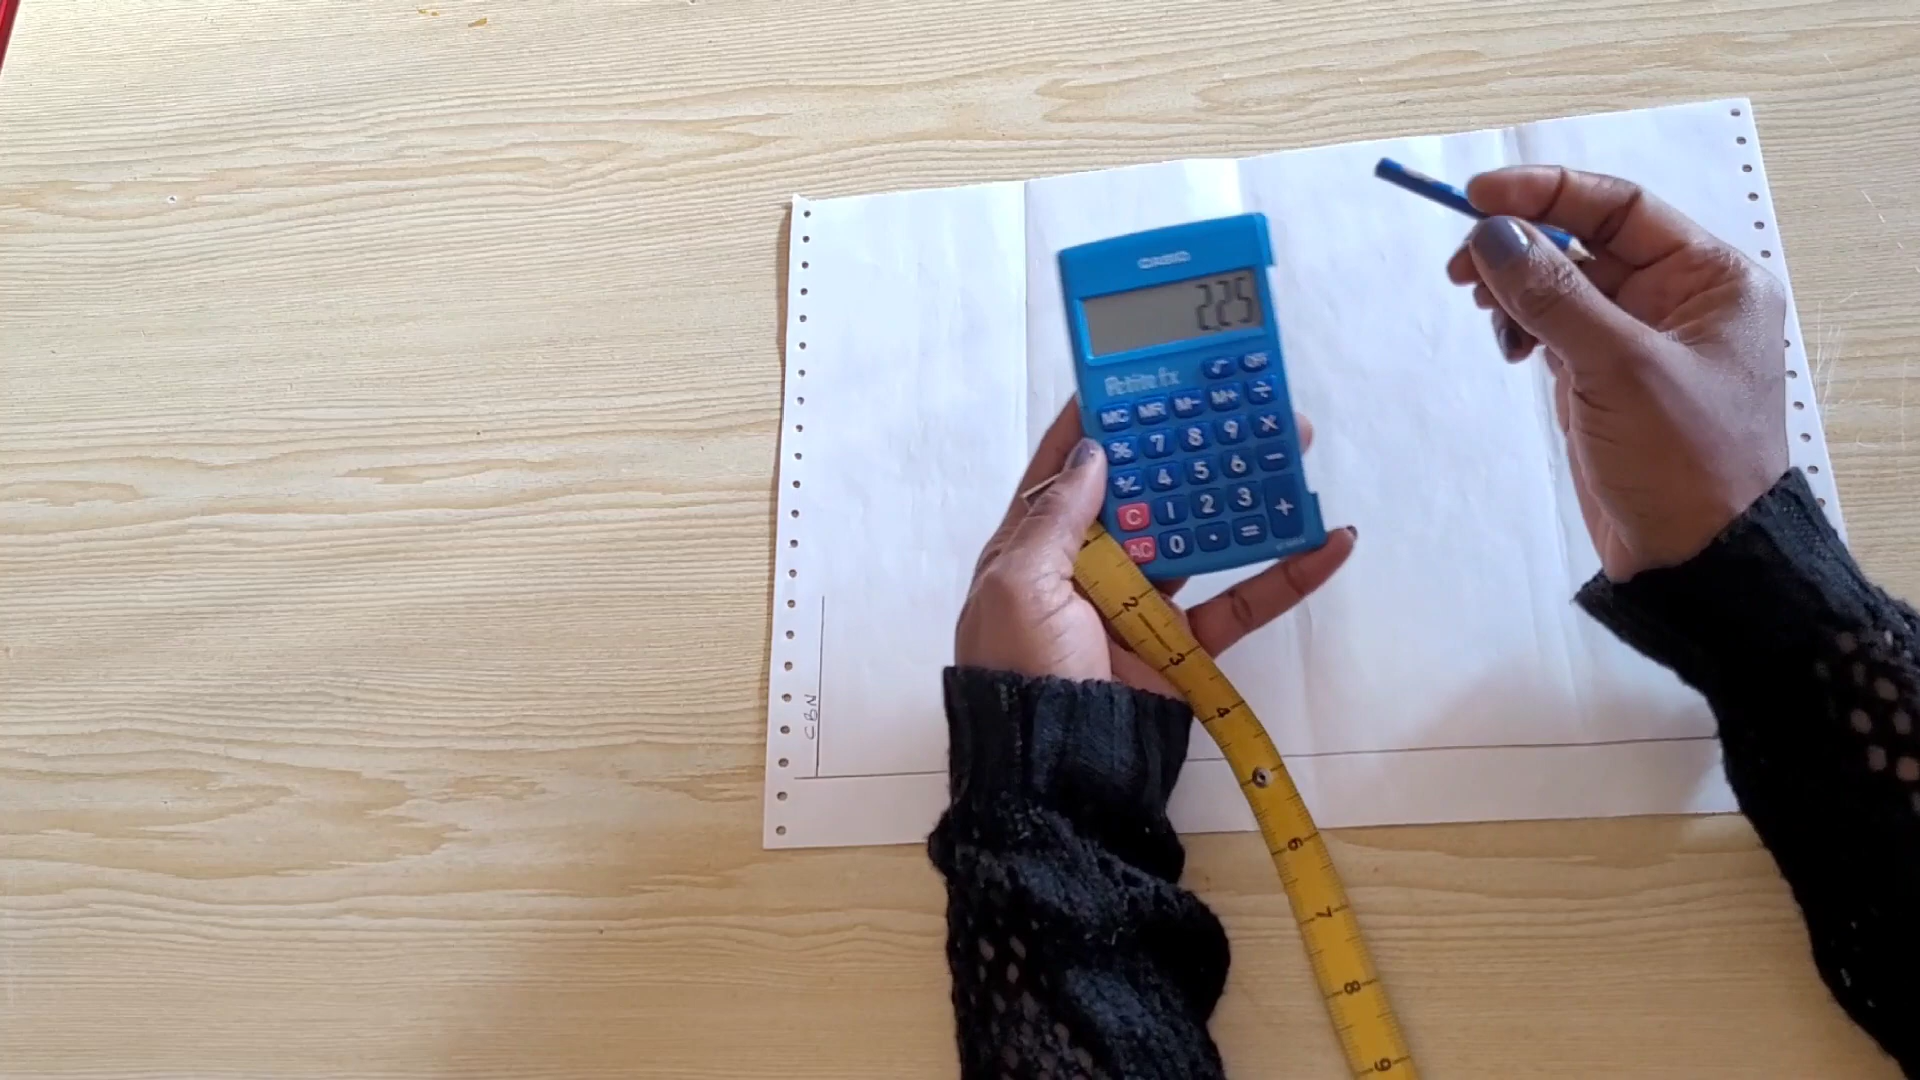 CASIO
2.25
Petite fx
√ OFF
MC MR M- M+ ÷
% 7 8 9 X
+/- 4 5 6 −
C 1 2 3 +
AC 0 . =
CBN
1 2 3 4
6 7 8 9